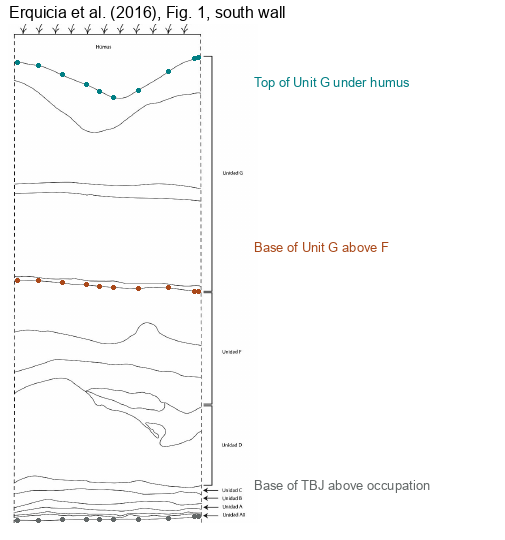 Erquicia et al. (2016), Fig. 1, south wall
Humus
Top of Unit G under humus
Unidad G
Base of Unit G above F
Unidad F
Unidad D
Base of TBJ above occupation
Unidad C
Unidad B
Unidad A
Unidad A0